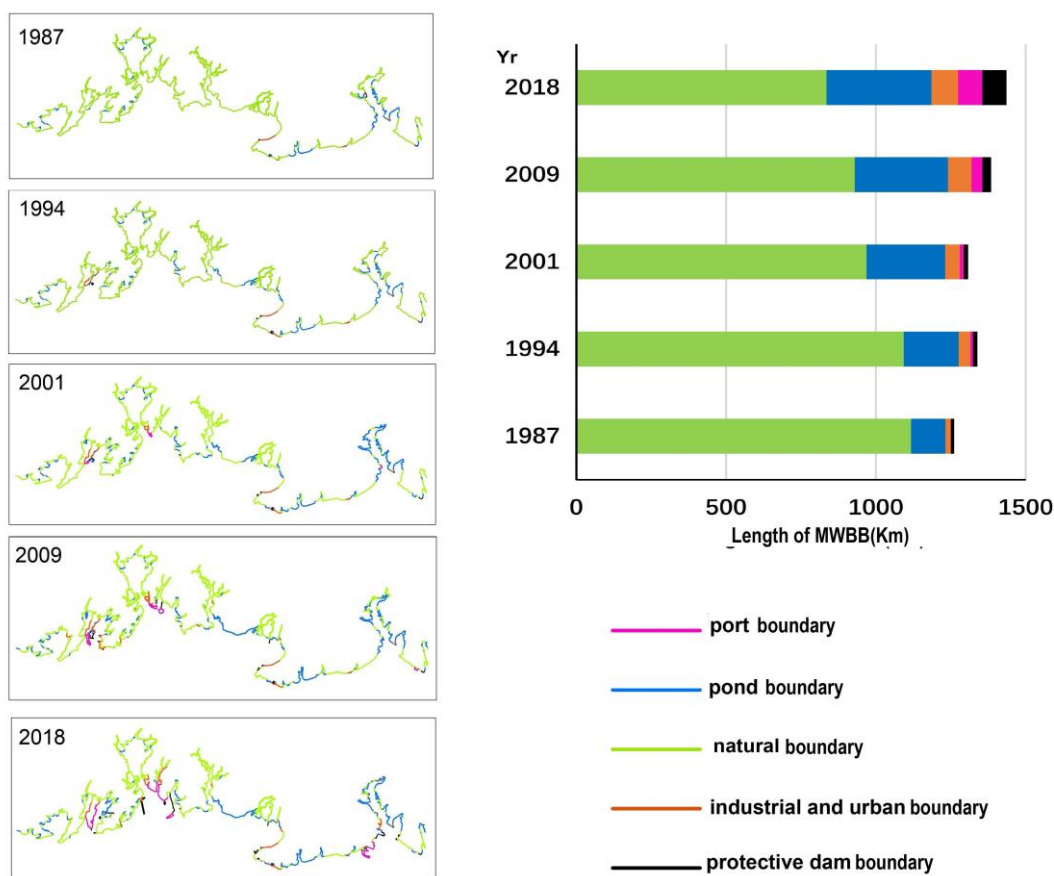 1987
1994
2001
2009
2018
Yr
2018
2009
2001
1994
1987
0 500 1000 1500
Length of MWBB(Km)
port boundary
pond boundary
natural boundary
industrial and urban boundary
protective dam boundary